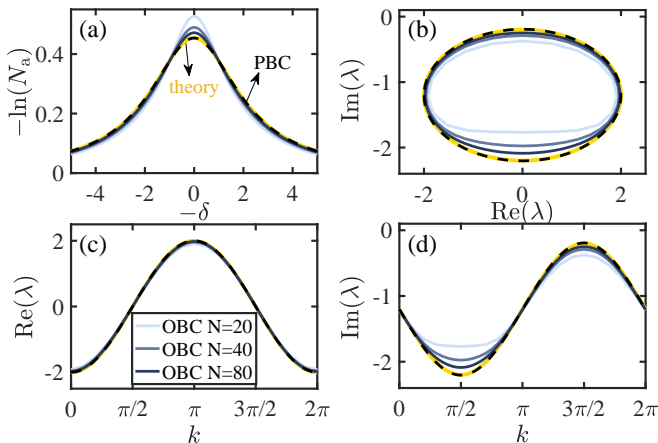 (a)
−ln(N_a)
0.4
0.2
0
theory
PBC
-4 -2 0 2 4
−δ
(b)
Im(λ)
0
-1
-2
-2 0 2
Re(λ)
(c)
Re(λ)
2
0
-2
OBC N=20
OBC N=40
OBC N=80
0 π/2 π 3π/2 2π
k
(d)
Im(λ)
0
-1
-2
0 π/2 π 3π/2 2π
k